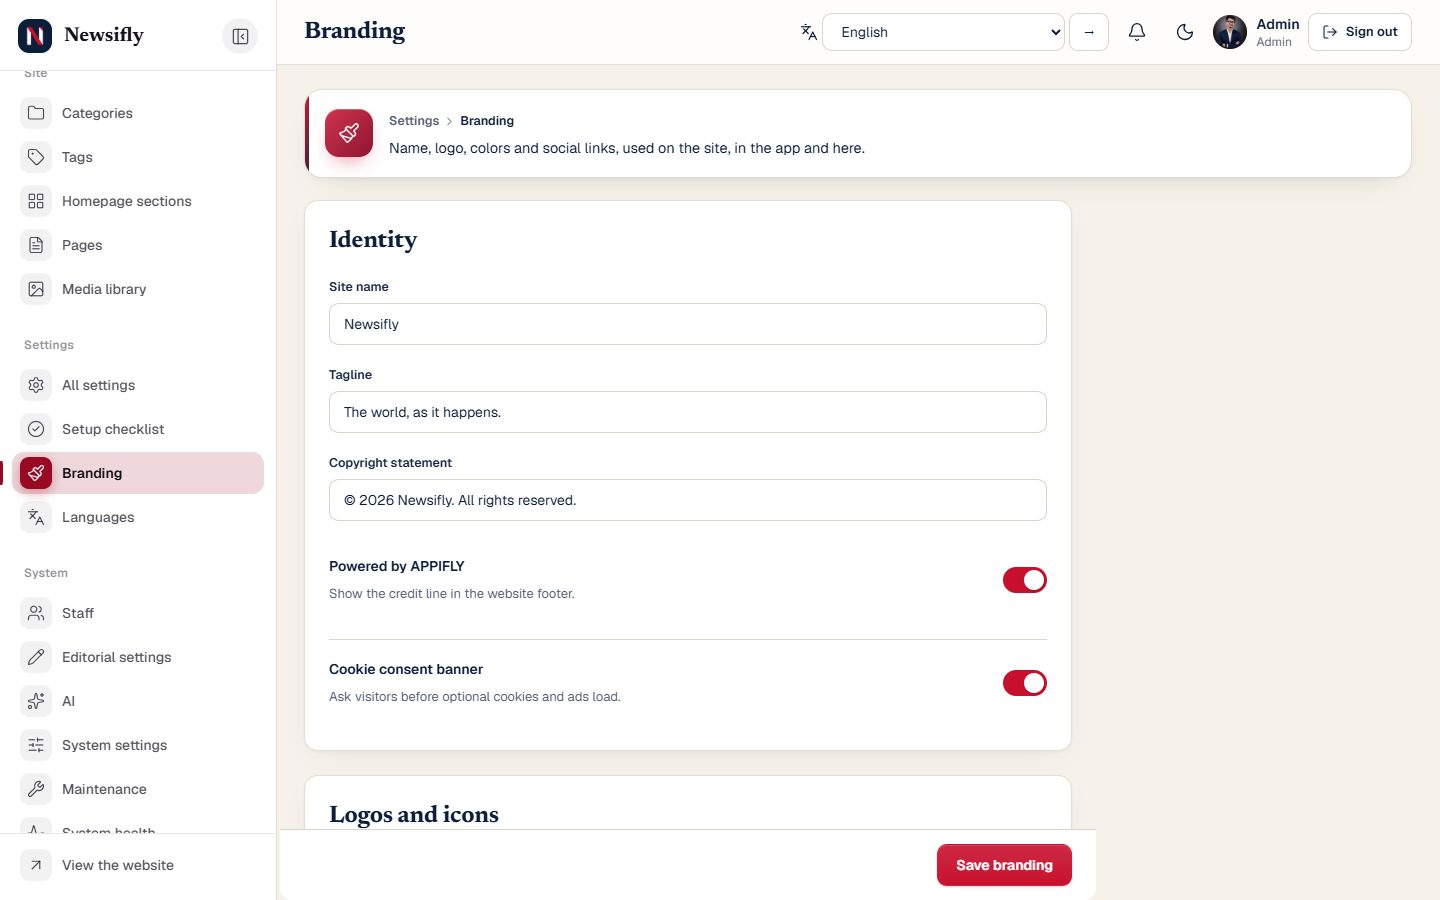 Newsifly
Site
Categories
Tags
Homepage sections
Pages
Media library
Settings
All settings
Setup checklist
Branding
Languages
System
Staff
Editorial settings
AI
System settings
Maintenance
System health
View the website
Branding
English
→
Admin
Admin
Sign out
Settings > Branding
Name, logo, colors and social links, used on the site, in the app and here.
Identity
Site name
Newsifly
Tagline
The world, as it happens.
Copyright statement
© 2026 Newsifly. All rights reserved.
Powered by APPIFLY
Show the credit line in the website footer.
Cookie consent banner
Ask visitors before optional cookies and ads load.
Logos and icons
Save branding